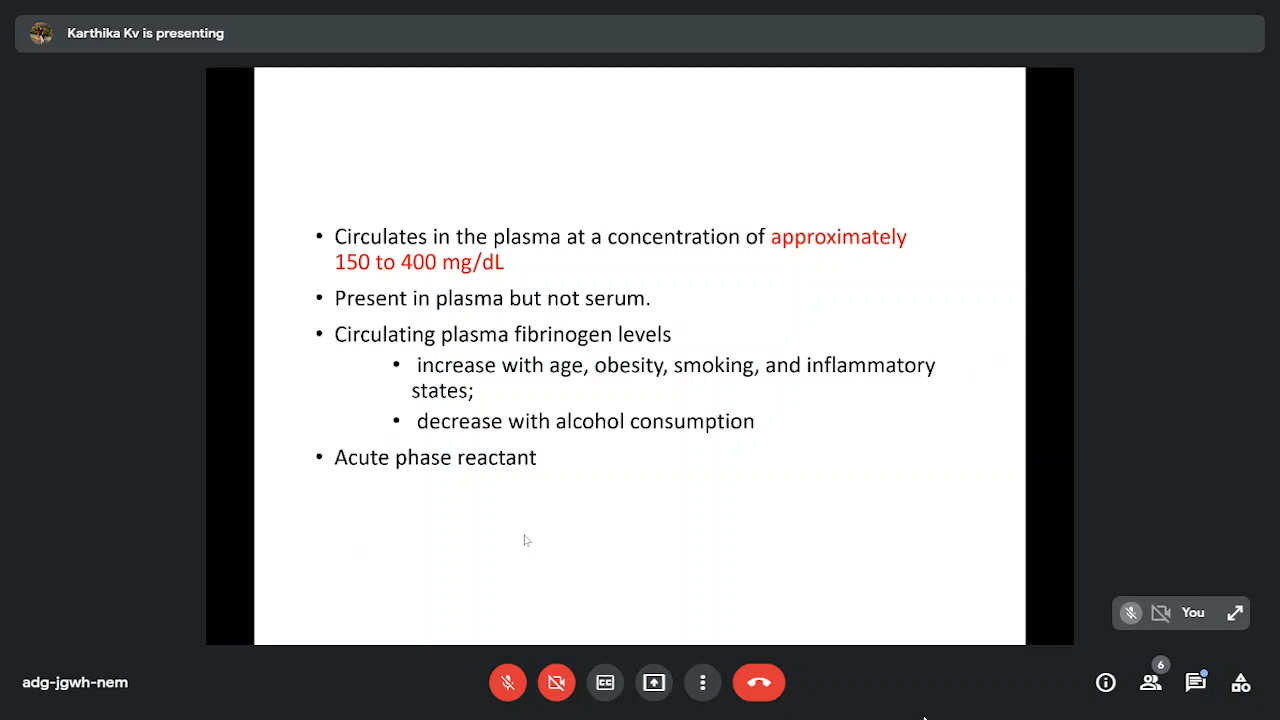 Karthika Kv is presenting
• Circulates in the plasma at a concentration of approximately
150 to 400 mg/dL
• Present in plasma but not serum.
• Circulating plasma fibrinogen levels
• increase with age, obesity, smoking, and inflammatory
states;
• decrease with alcohol consumption
• Acute phase reactant
You
adg-jgwh-nem
CC
6